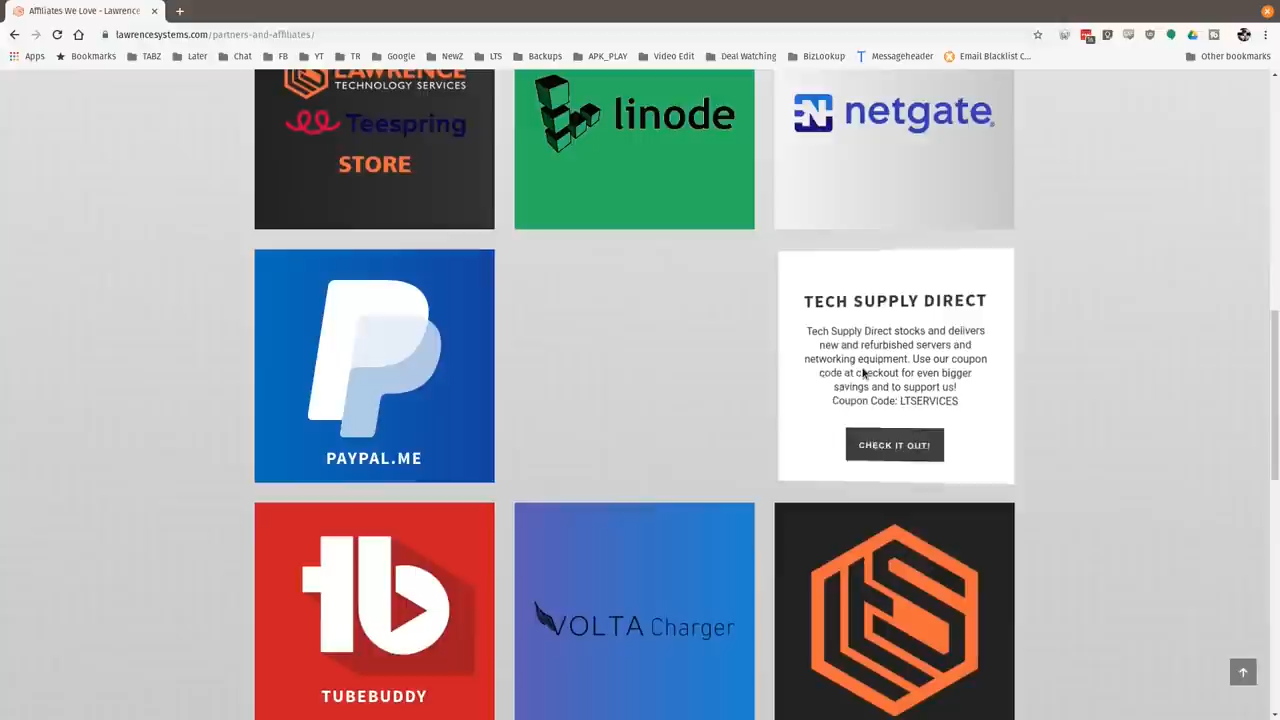 Affiliates We Love - Lawrence
lawrencesystems.com/partners-and-affiliates/
Apps
Bookmarks
TABZ
Later
Chat
FB
YT
TR
Google
NewZ
LTS
Backups
APK_PLAY
Video Edit
Deal Watching
BizLookup
Messageheader
Email Blacklist C...
Other bookmarks
LAWRENCE
TECHNOLOGY SERVICES
Teespring
STORE
linode
netgate
PAYPAL.ME
TECH SUPPLY DIRECT
Tech Supply Direct stocks and delivers
new and refurbished servers and
networking equipment. Use our coupon
code at checkout for even bigger
savings and to support us!
Coupon Code: LTSERVICES
CHECK IT OUT!
tb
TUBEBUDDY
VOLTA Charger